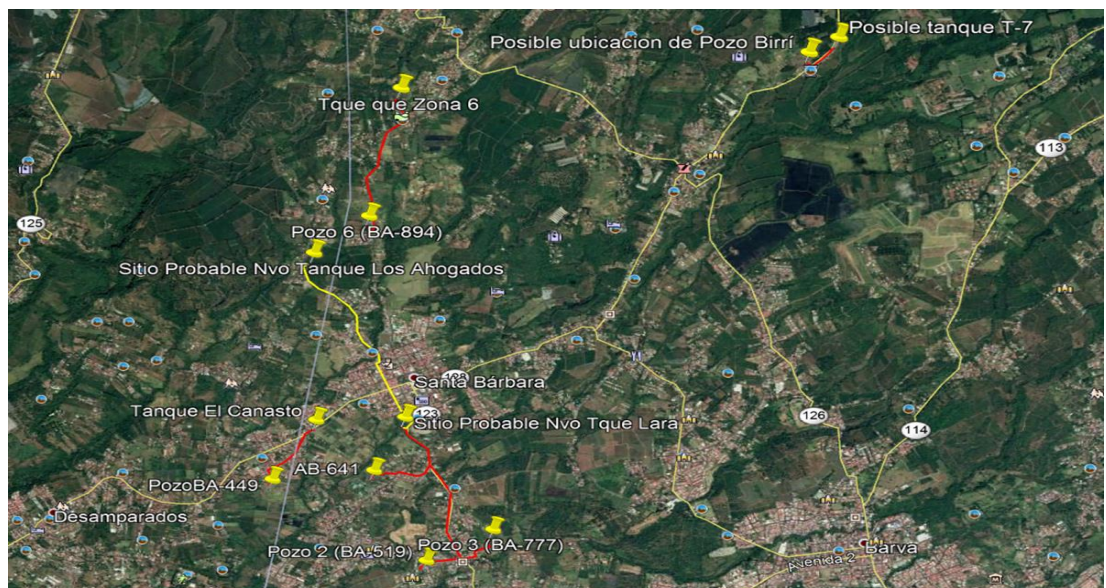 Posible tanque T-7
Posible ubicacion de Pozo Birrí
Tque que Zona 6
113
125
Pozo 6 (BA-894)
Sitio Probable Nvo Tanque Los Ahogados
Santa Bárbara
128
Tanque El Canasto
123
Sitio Probable Nvo Tque Lara
126
114
AB-641
PozoBA-449
Desamparados
Pozo 2 (BA-519)
Pozo 3 (BA-777)
Barva
Avenida 2